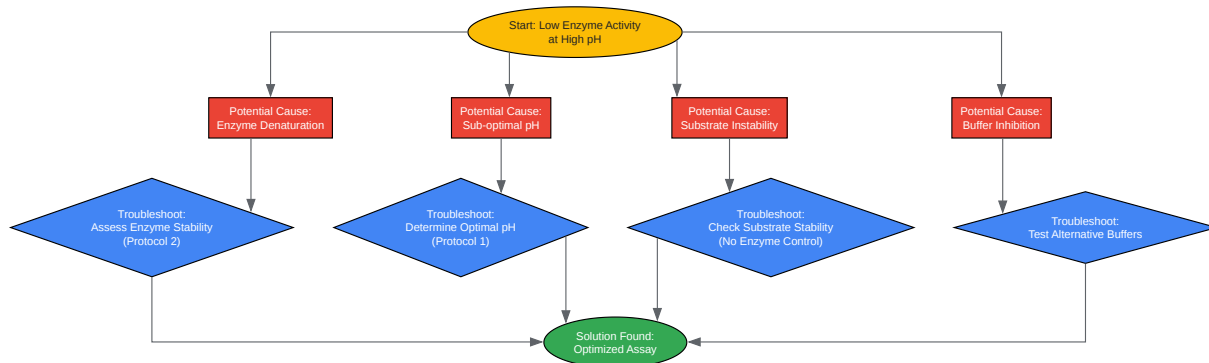 Start: Low Enzyme Activity
at High pH
Potential Cause:
Enzyme Denaturation
Potential Cause:
Sub-optimal pH
Potential Cause:
Substrate Instability
Potential Cause:
Buffer Inhibition
Troubleshoot:
Assess Enzyme Stability
(Protocol 2)
Troubleshoot:
Determine Optimal pH
(Protocol 1)
Troubleshoot:
Check Substrate Stability
(No Enzyme Control)
Troubleshoot:
Test Alternative Buffers
Solution Found:
Optimized Assay